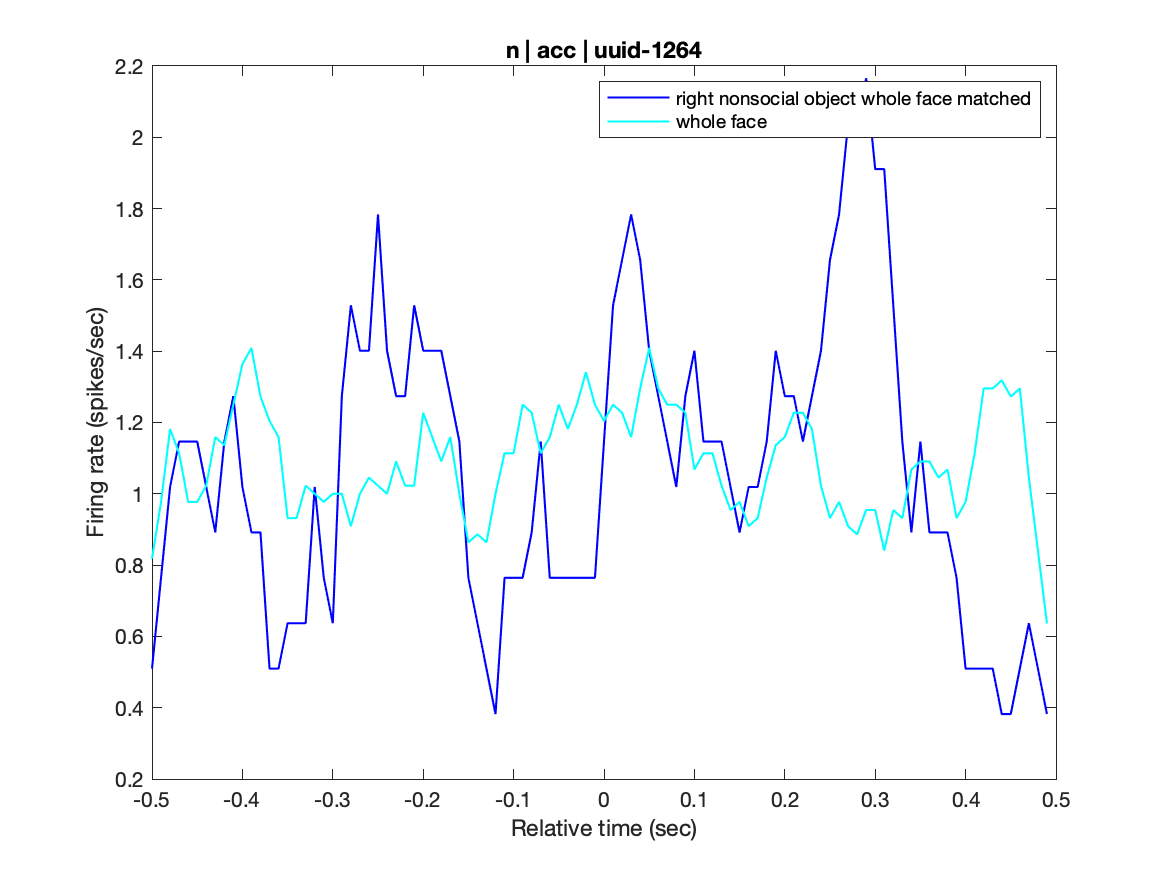 n | acc | uuid-1264
right nonsocial object whole face matched
whole face
Firing rate (spikes/sec)
2.2
2
1.8
1.6
1.4
1.2
1
0.8
0.6
0.4
0.2
-0.5 -0.4 -0.3 -0.2 -0.1 0 0.1 0.2 0.3 0.4 0.5
Relative time (sec)